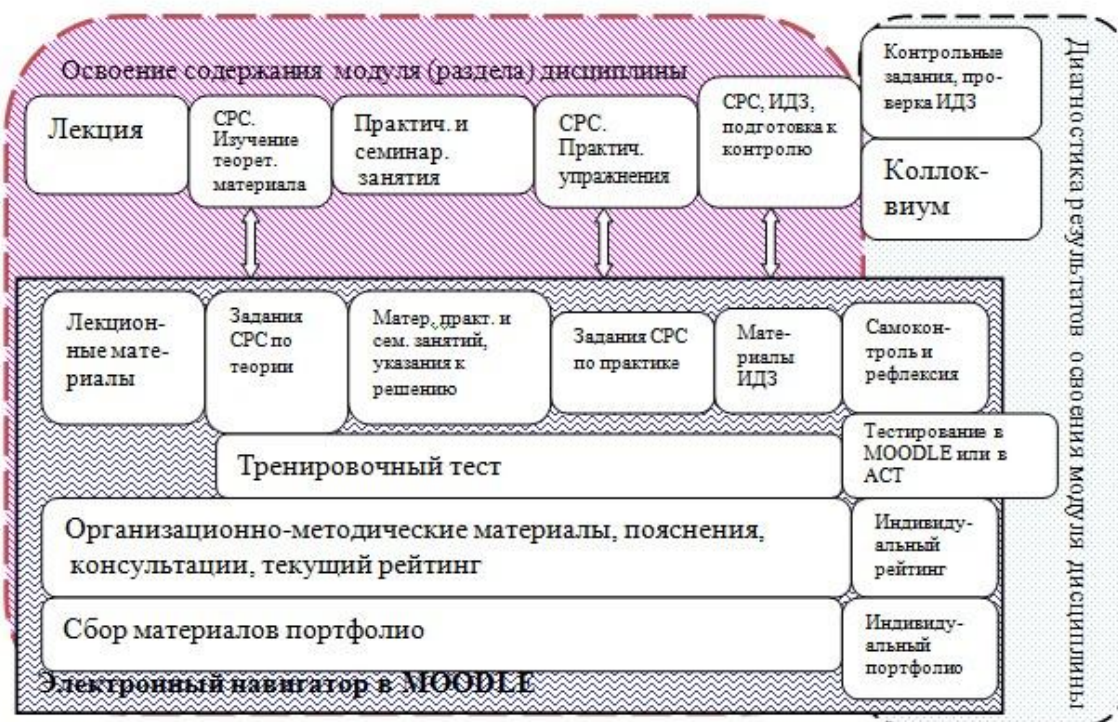 Освоение содержания модуля (раздела) дисциплины
Лекция
СРС.
Изучение
теорет.
материала
Практич. и
семинар.
занятия
СРС.
Практич.
упражнения
СРС, ИДЗ,
подготовка к
контролю
Контрольные
задания, про-
верка ИДЗ
Коллок-
виум
Диагностика результатов освоения модуля дисциплины
Лекцион-
ные мате-
риалы
Задания
СРС по
теории
Матер. практ. и
сем. занятий,
указания к
решению
Задания СРС
по практике
Мате-
риалы
ИДЗ
Самокон-
троль и
рефлексия
Тренировочный тест
Тестирование в
MOODLE или в
АСТ
Организационно-методические материалы, пояснения,
консультации, текущий рейтинг
Индивиду-
альный
рейтинг
Сбор материалов портфолио
Индивиду-
альный
портфолио
Электронный навигатор в MOODLE